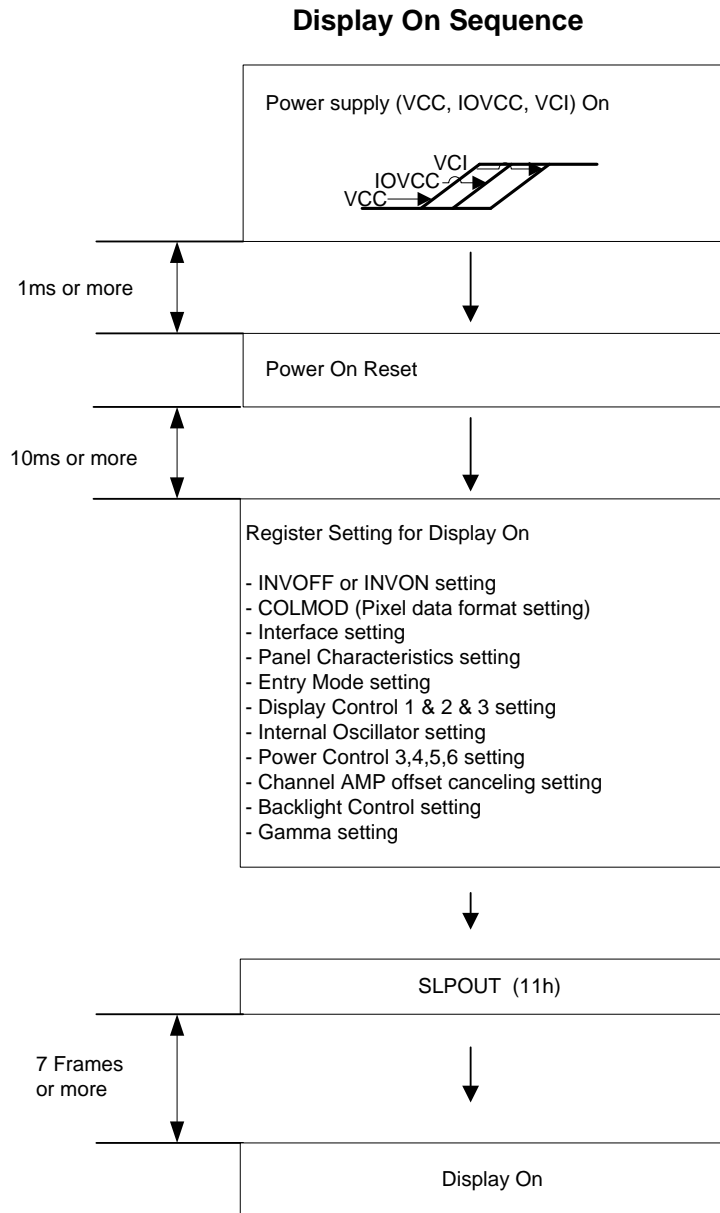 Display On Sequence
Power supply (VCC, IOVCC, VCI) On
VCI
IOVCC
VCC
1ms or more
Power On Reset
10ms or more
Register Setting for Display On
- INVOFF or INVON setting
- COLMOD (Pixel data format setting)
- Interface setting
- Panel Characteristics setting
- Entry Mode setting
- Display Control 1 & 2 & 3 setting
- Internal Oscillator setting
- Power Control 3,4,5,6 setting
- Channel AMP offset canceling setting
- Backlight Control setting
- Gamma setting
SLPOUT (11h)
7 Frames
or more
Display On